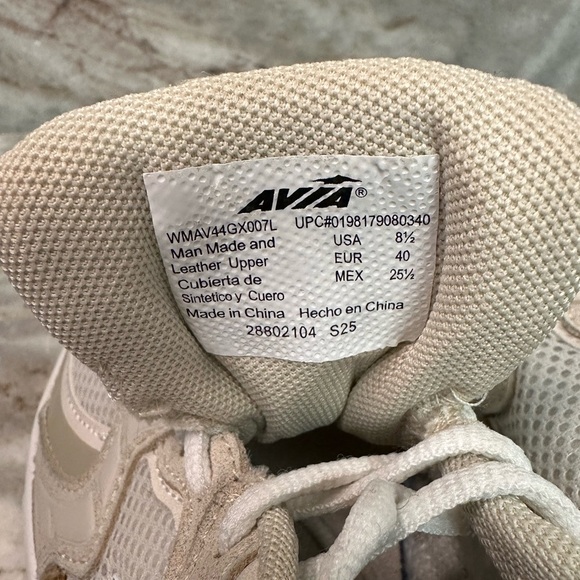 AVIA®
WMAV44GX007L UPC#0198179080340
Man Made and USA 8½
Leather Upper EUR 40
Cubierta de MEX 25½
Sintetico y Cuero
Made in China Hecho en China
28802104 S25